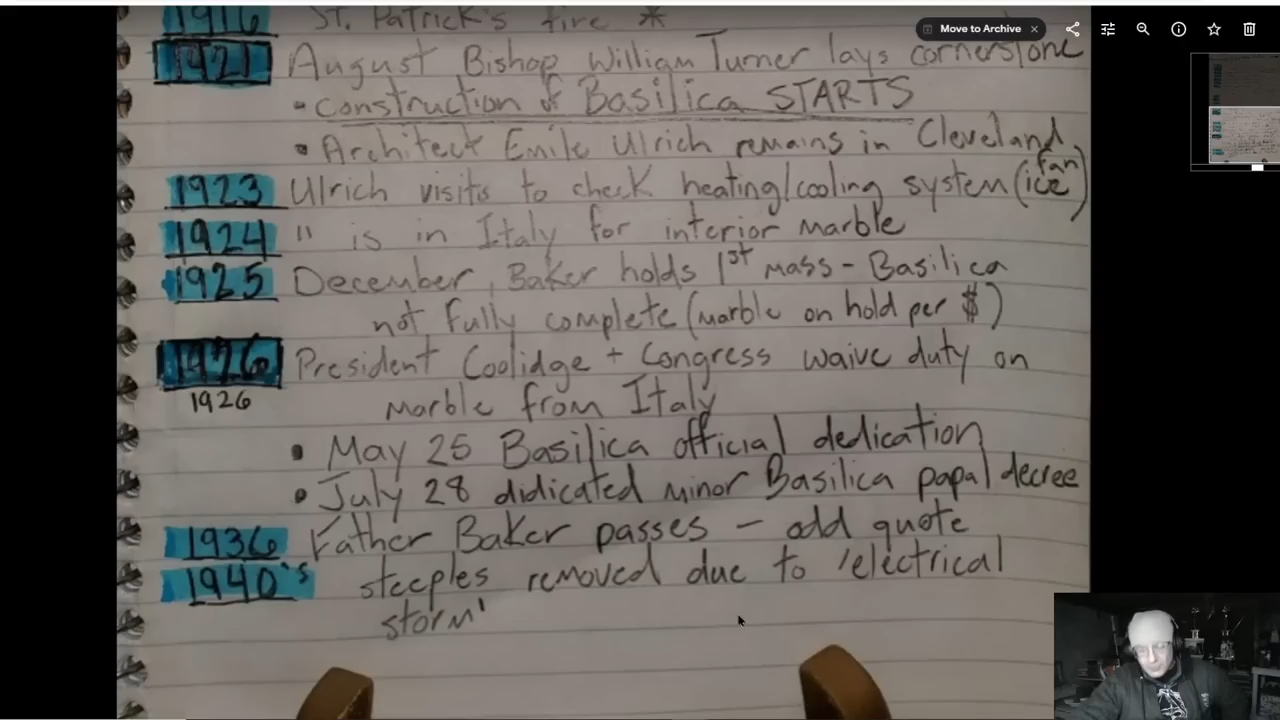 1916 St. Patrick's fire *
Move to Archive
1921 August Bishop William Turner lays cornerstone
• construction of Basilica STARTS
• Architect Emile Ulrich remains in Cleveland
1923 Ulrich visits to check heating/cooling system (ice fan)
1924 " is in Italy for interior marble
1925 December, Baker holds 1st mass - Basilica
not fully complete (marble on hold per $)
1926 President Coolidge + Congress waive duty on
1926 marble from Italy
• May 25 Basilica official dedication
• July 28 didicated minor Basilica papal decree
1936 Father Baker passes - add quote
1940's steeples removed due to 'electrical
storm'